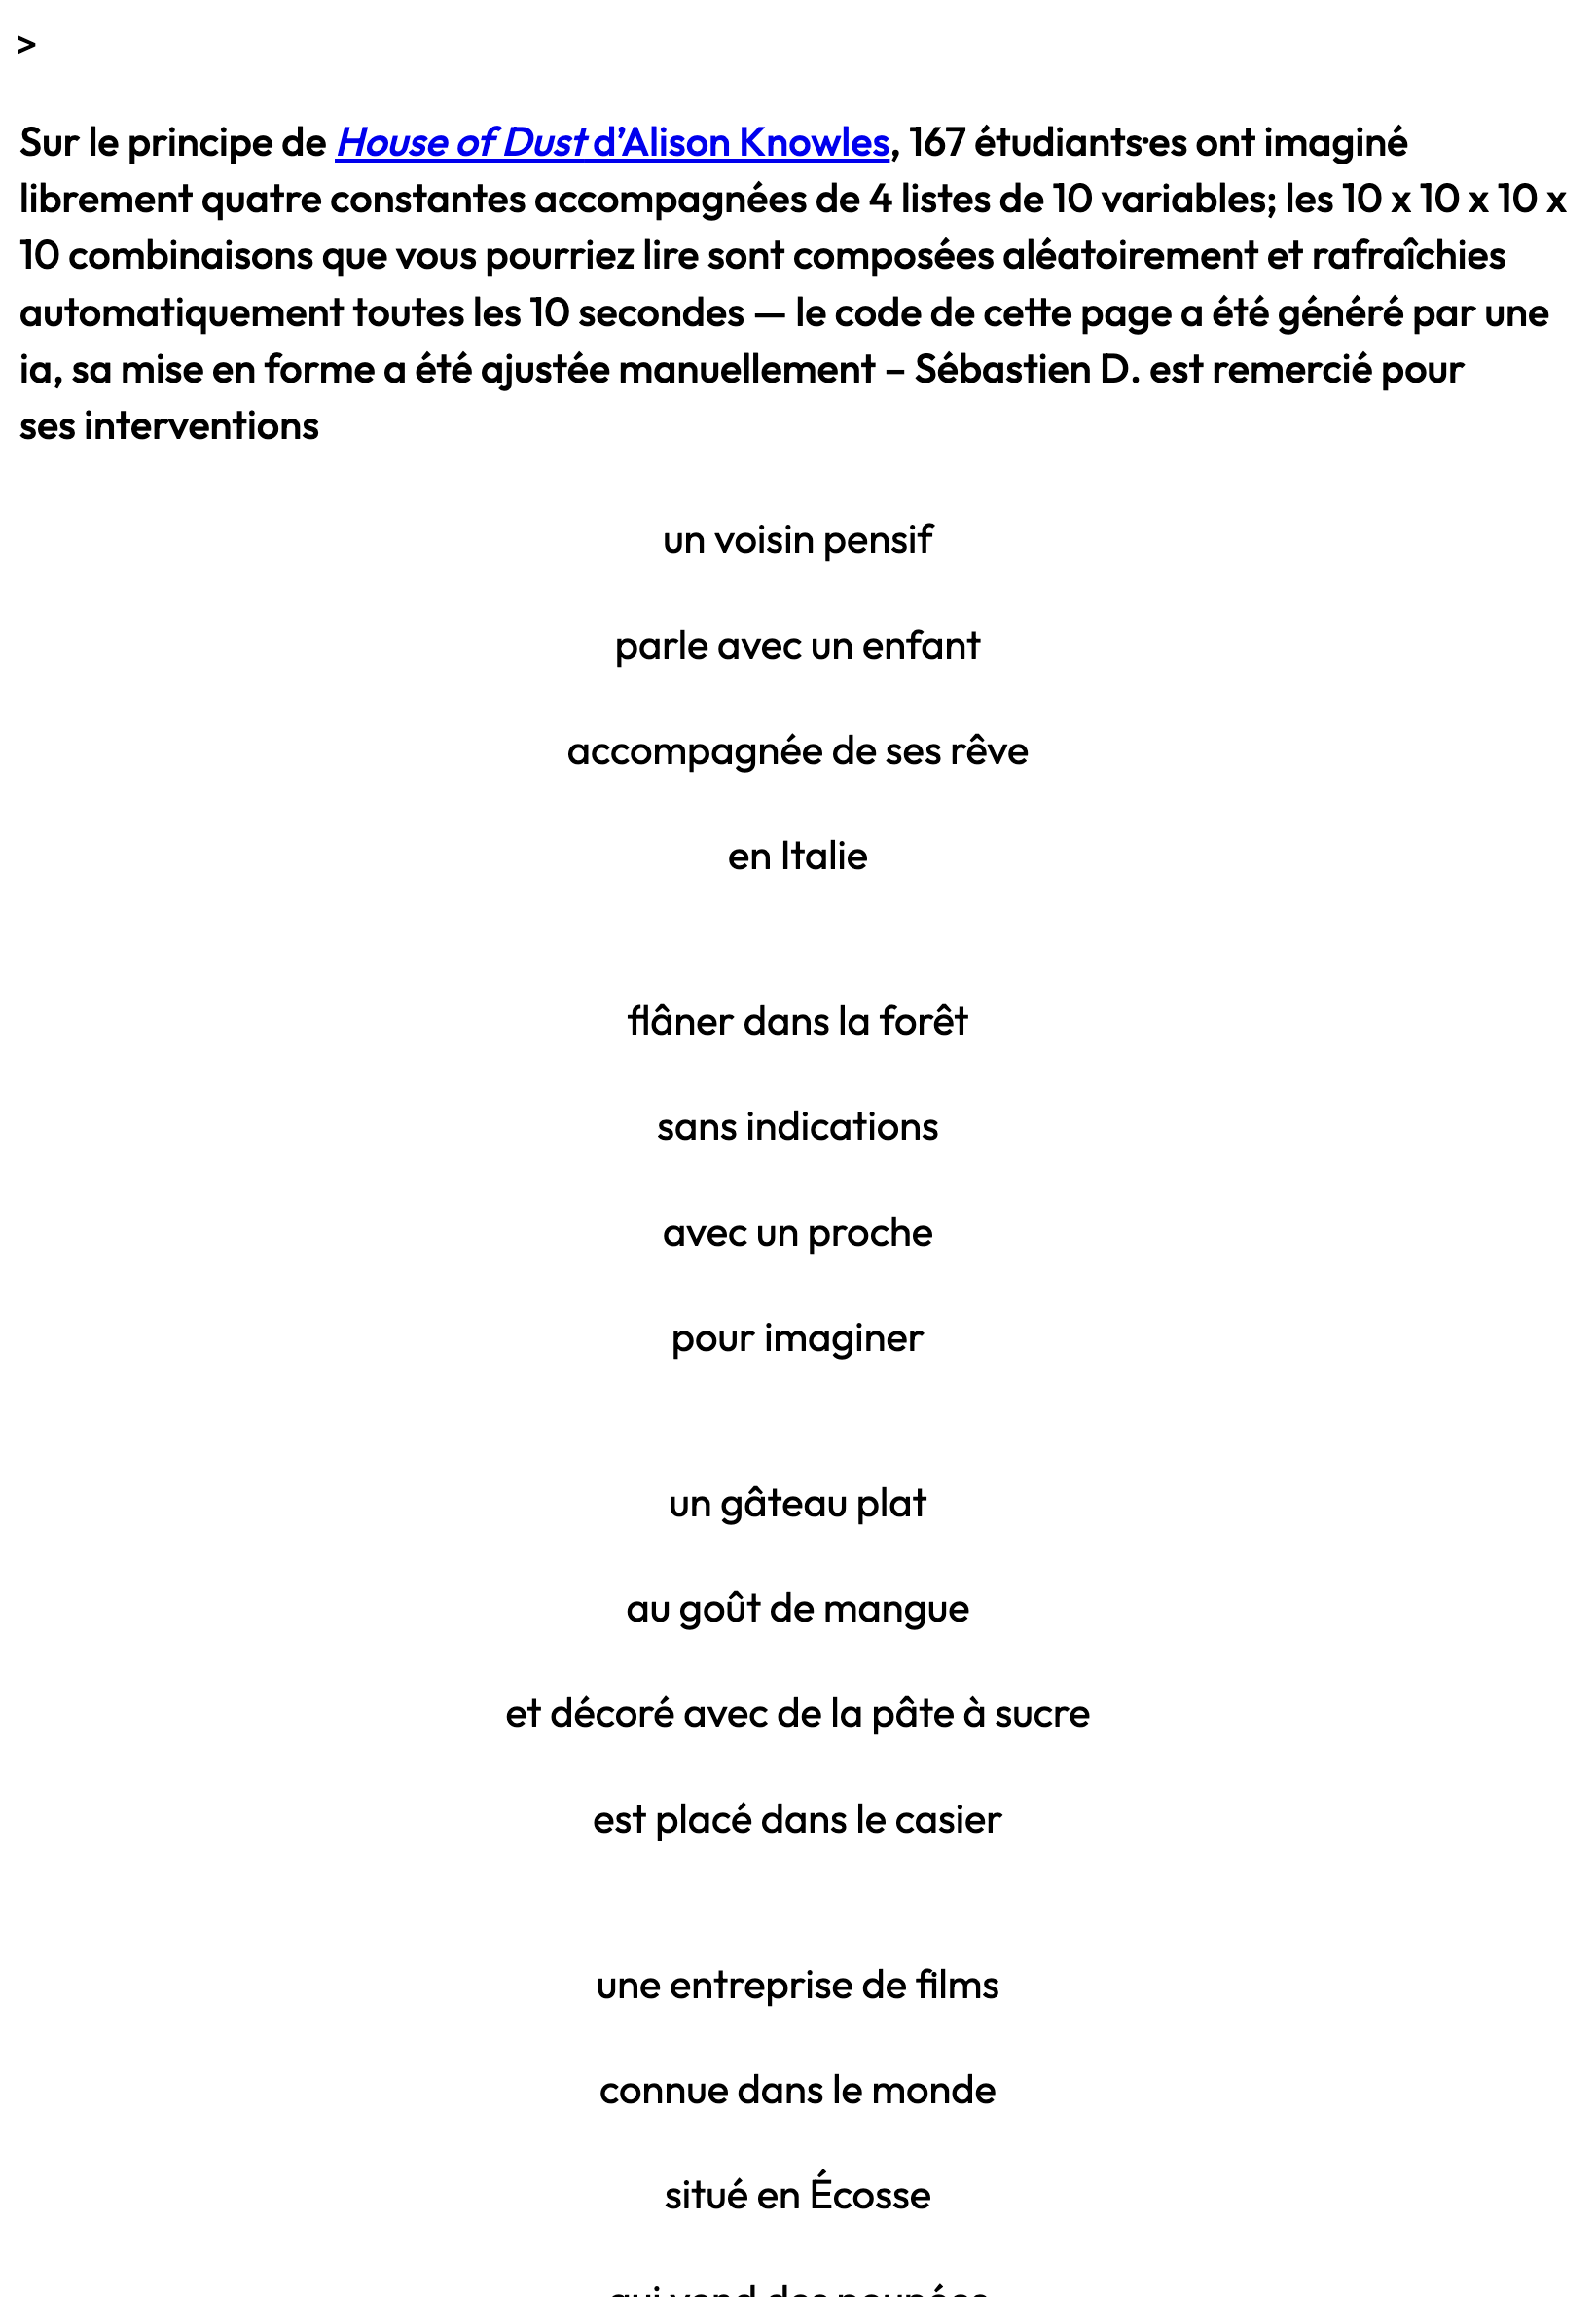 >
Sur le principe de House of Dust d’Alison Knowles, 167 étudiants·es ont imaginé
librement quatre constantes accompagnées de 4 listes de 10 variables; les 10 x 10 x 10 x
10 combinaisons que vous pourriez lire sont composées aléatoirement et rafraîchies
automatiquement toutes les 10 secondes — le code de cette page a été généré par une
ia, sa mise en forme a été ajustée manuellement – Sébastien D. est remercié pour
ses interventions
un voisin pensif
parle avec un enfant
accompagnée de ses rêve
en Italie
flâner dans la forêt
sans indications
avec un proche
pour imaginer
un gâteau plat
au goût de mangue
et décoré avec de la pâte à sucre
est placé dans le casier
une entreprise de films
connue dans le monde
situé en Écosse
qui vend des poupées